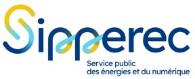 Sipperec
Service public
des énergies et du numérique